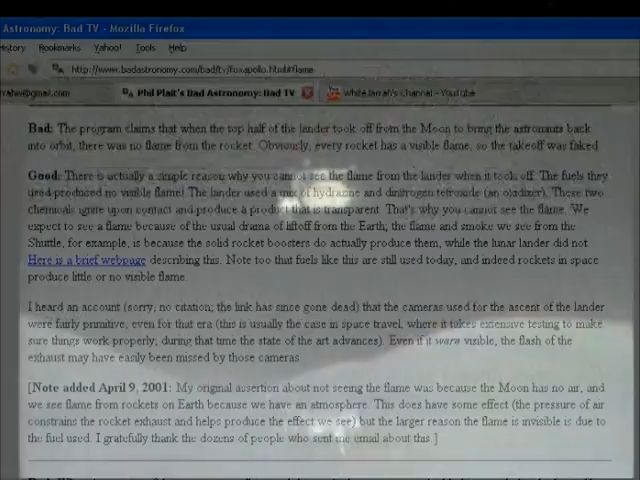 Astronomy: Bad TV - Mozilla Firefox
History Bookmarks Yahoo! Tools Help
http://www.badastronomy.com/bad/tv/foxapollo.html#flame
@gmail.com Phil Plait's Bad Astronomy: Bad TV whitejarrah's Channel - YouTube
Bad: The program claims that when the top half of the lander took off from the Moon to bring the astronauts back
into orbit, there was no flame from the rocket. Obviously, every rocket has a visible flame, so the takeoff was faked.
Good: There is actually a simple reason why you cannot see the flame from the lander when it took off. The fuels they
used produced no visible flame! The lander used a mix of hydrazine and dinitrogen tetroxide (an oxidizer). These two
chemicals ignite upon contact and produce a product that is transparent. That's why you cannot see the flame. We
expect to see a flame because of the usual drama of liftoff from the Earth; the flame and smoke we see from the
Shuttle, for example, is because the solid rocket boosters do actually produce them, while the lunar lander did not.
Here is a brief webpage describing this. Note too that fuels like this are still used today, and indeed rockets in space
produce little or no visible flame.
I heard an account (sorry, no citation; the link has since gone dead) that the cameras used for the ascent of the lander
were fairly primitive, even for that era (this is usually the case in space travel, where it takes extensive testing to make
sure things work properly; during that time the state of the art advances). Even if it were visible, the flash of the
exhaust may have easily been missed by those cameras.
[Note added April 9, 2001: My original assertion about not seeing the flame was because the Moon has no air, and
we see flame from rockets on Earth because we have an atmosphere. This does have some effect (the pressure of air
constrains the rocket exhaust and helps produce the effect we see) but the larger reason the flame is invisible is due to
the fuel used. I gratefully thank the dozens of people who sent me email about this.]